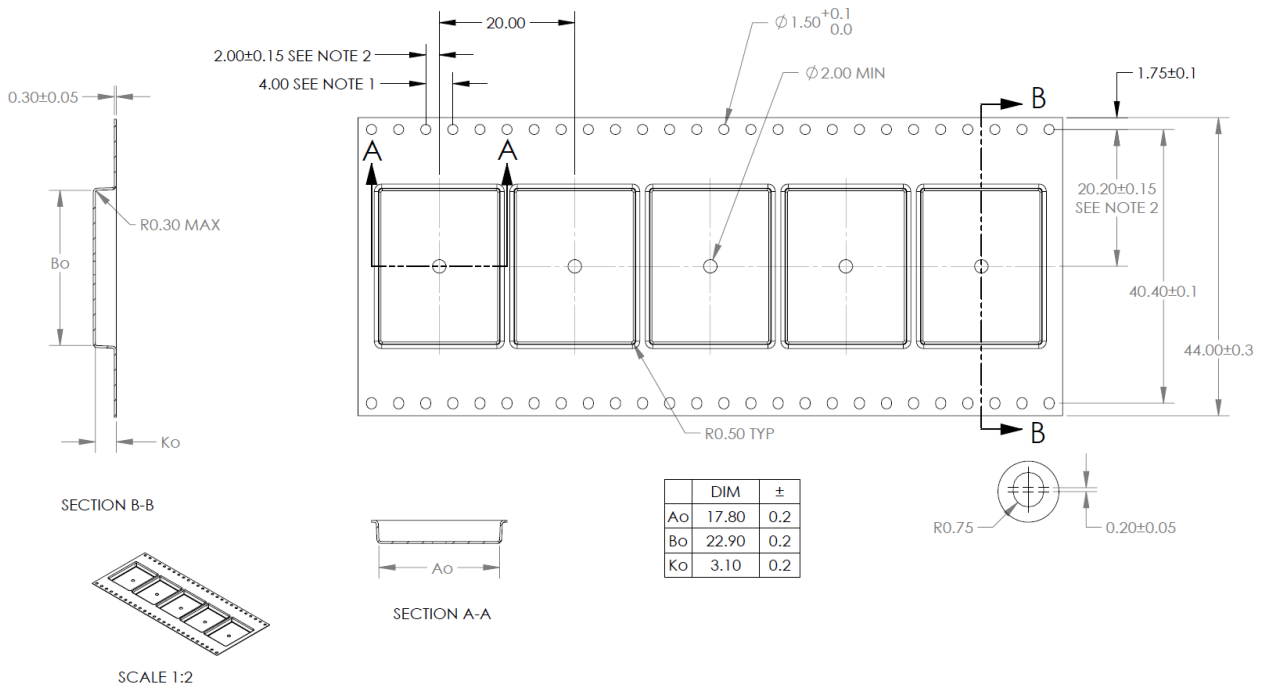 20.00
⌀1.50 +0.1 0.0
2.00±0.15 SEE NOTE 2
⌀2.00 MIN
4.00 SEE NOTE 1
1.75±0.1
0.30±0.05
B
A A
20.20±0.15
SEE NOTE 2
R0.30 MAX
Bo
40.40±0.1
44.00±0.3
R0.50 TYP
B
Ko
SECTION B-B
DIM ±
Ao 17.80 0.2
Bo 22.90 0.2
Ko 3.10 0.2
R0.75
0.20±0.05
Ao
SECTION A-A
SCALE 1:2